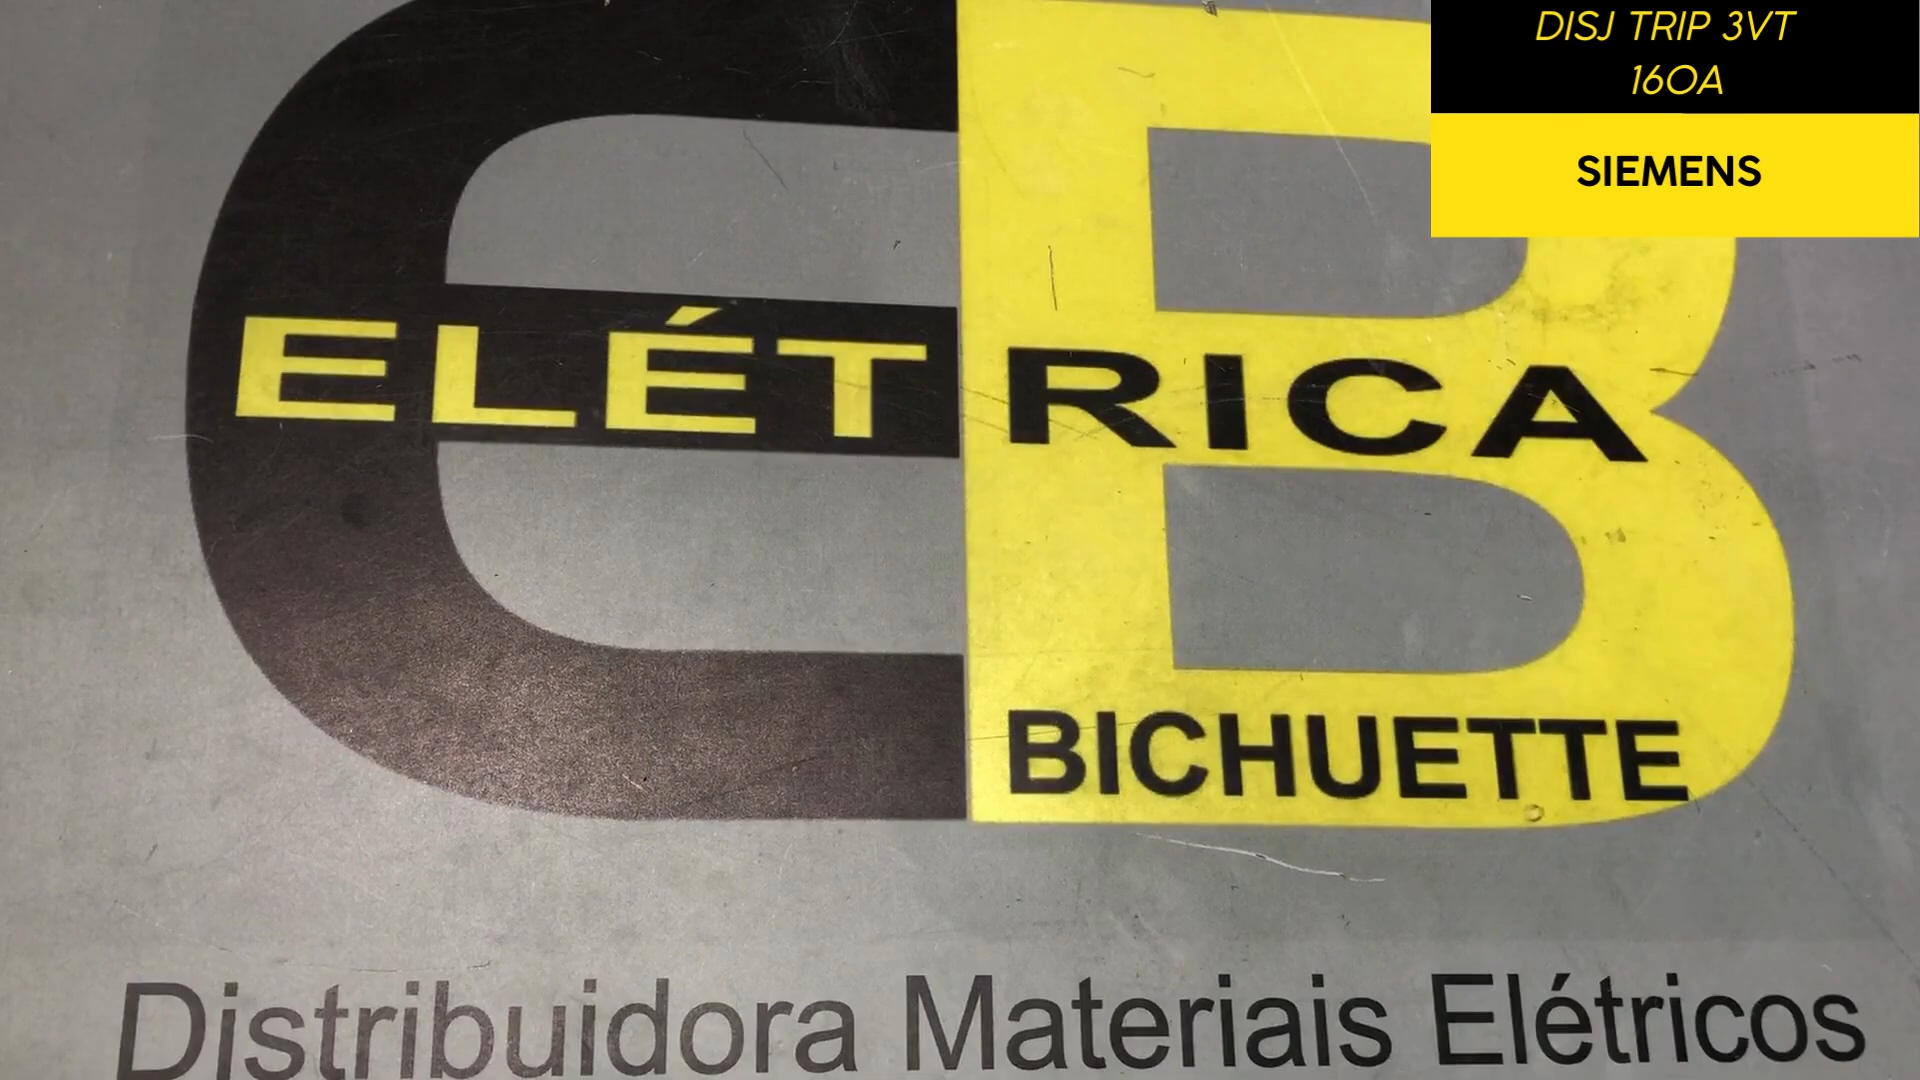 DISJ TRIP 3VT
160A
SIEMENS
ELÉTRICA
BICHUETTE
Distribuidora Materiais Elétricos